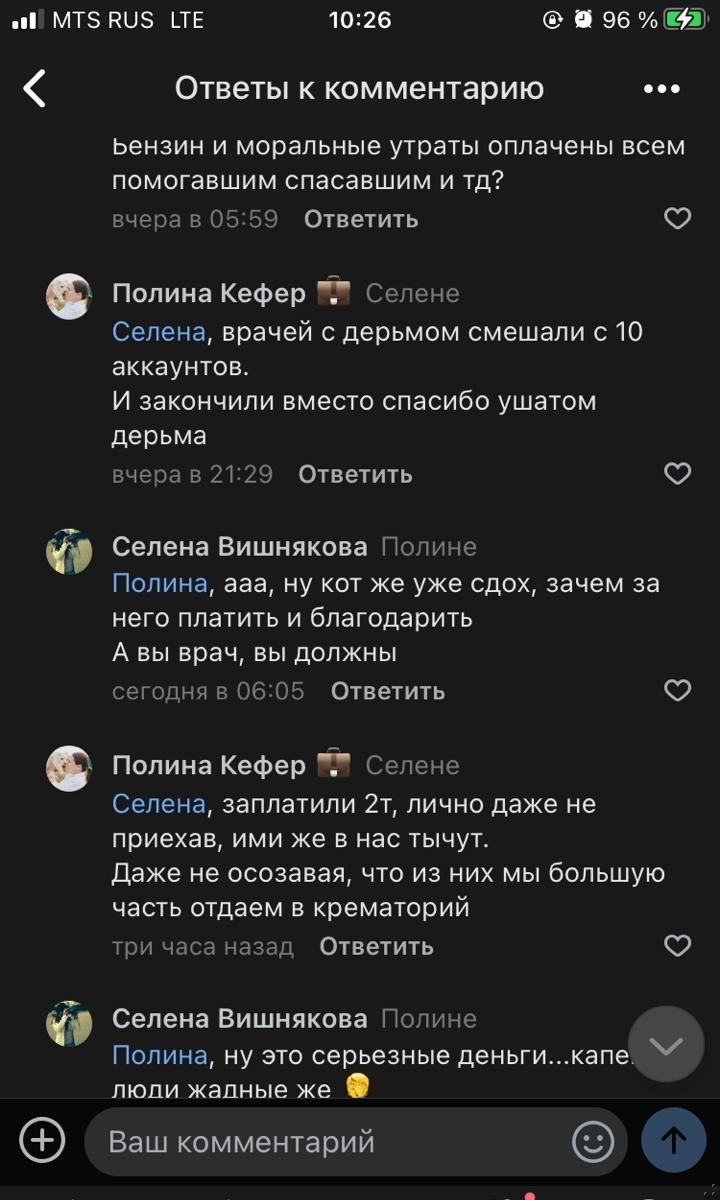 MTS RUS LTE 10:26 96 %
Ответы к комментарию
Бензин и моральные утраты оплачены всем
помогавшим спасавшим и тд?
вчера в 05:59 Ответить
Полина Кефер Селене
Селена, врачей с дерьмом смешали с 10
аккаунтов.
И закончили вместо спасибо ушатом
дерьма
вчера в 21:29 Ответить
Селена Вишнякова Полине
Полина, ааа, ну кот же уже сдох, зачем за
него платить и благодарить
А вы врач, вы должны
сегодня в 06:05 Ответить
Полина Кефер Селене
Селена, заплатили 2т, лично даже не
приехав, ими же в нас тычут.
Даже не осозавая, что из них мы большую
часть отдаем в крематорий
три часа назад Ответить
Селена Вишнякова Полине
Полина, ну это серьезные деньги...капе
люди жадные же
Ваш комментарий